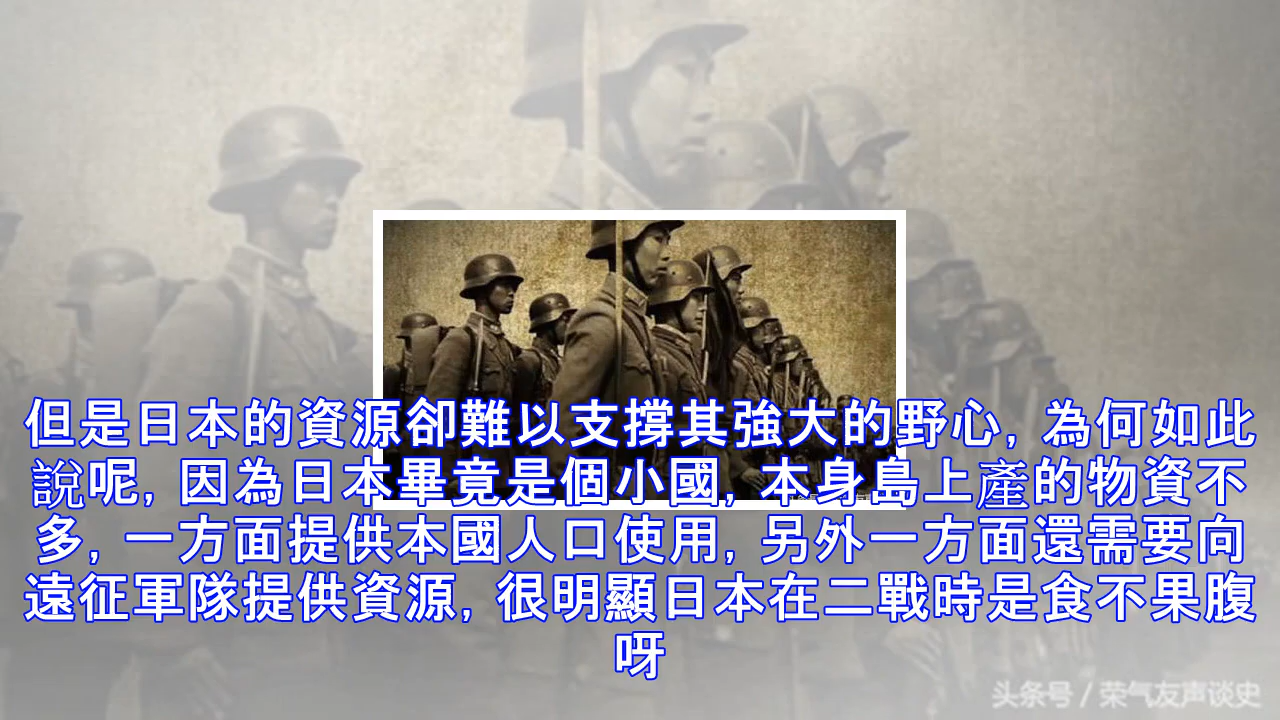 但是日本的資源卻難以支撐其強大的野心, 為何如此
說呢, 因為日本畢竟是個小國, 本身島上產的物資不
多, 一方面提供本國人口使用, 另外一方面還需要向
遠征軍隊提供資源, 很明顯日本在二戰時是食不果腹
呀
头条号 / 荣气友声谈史